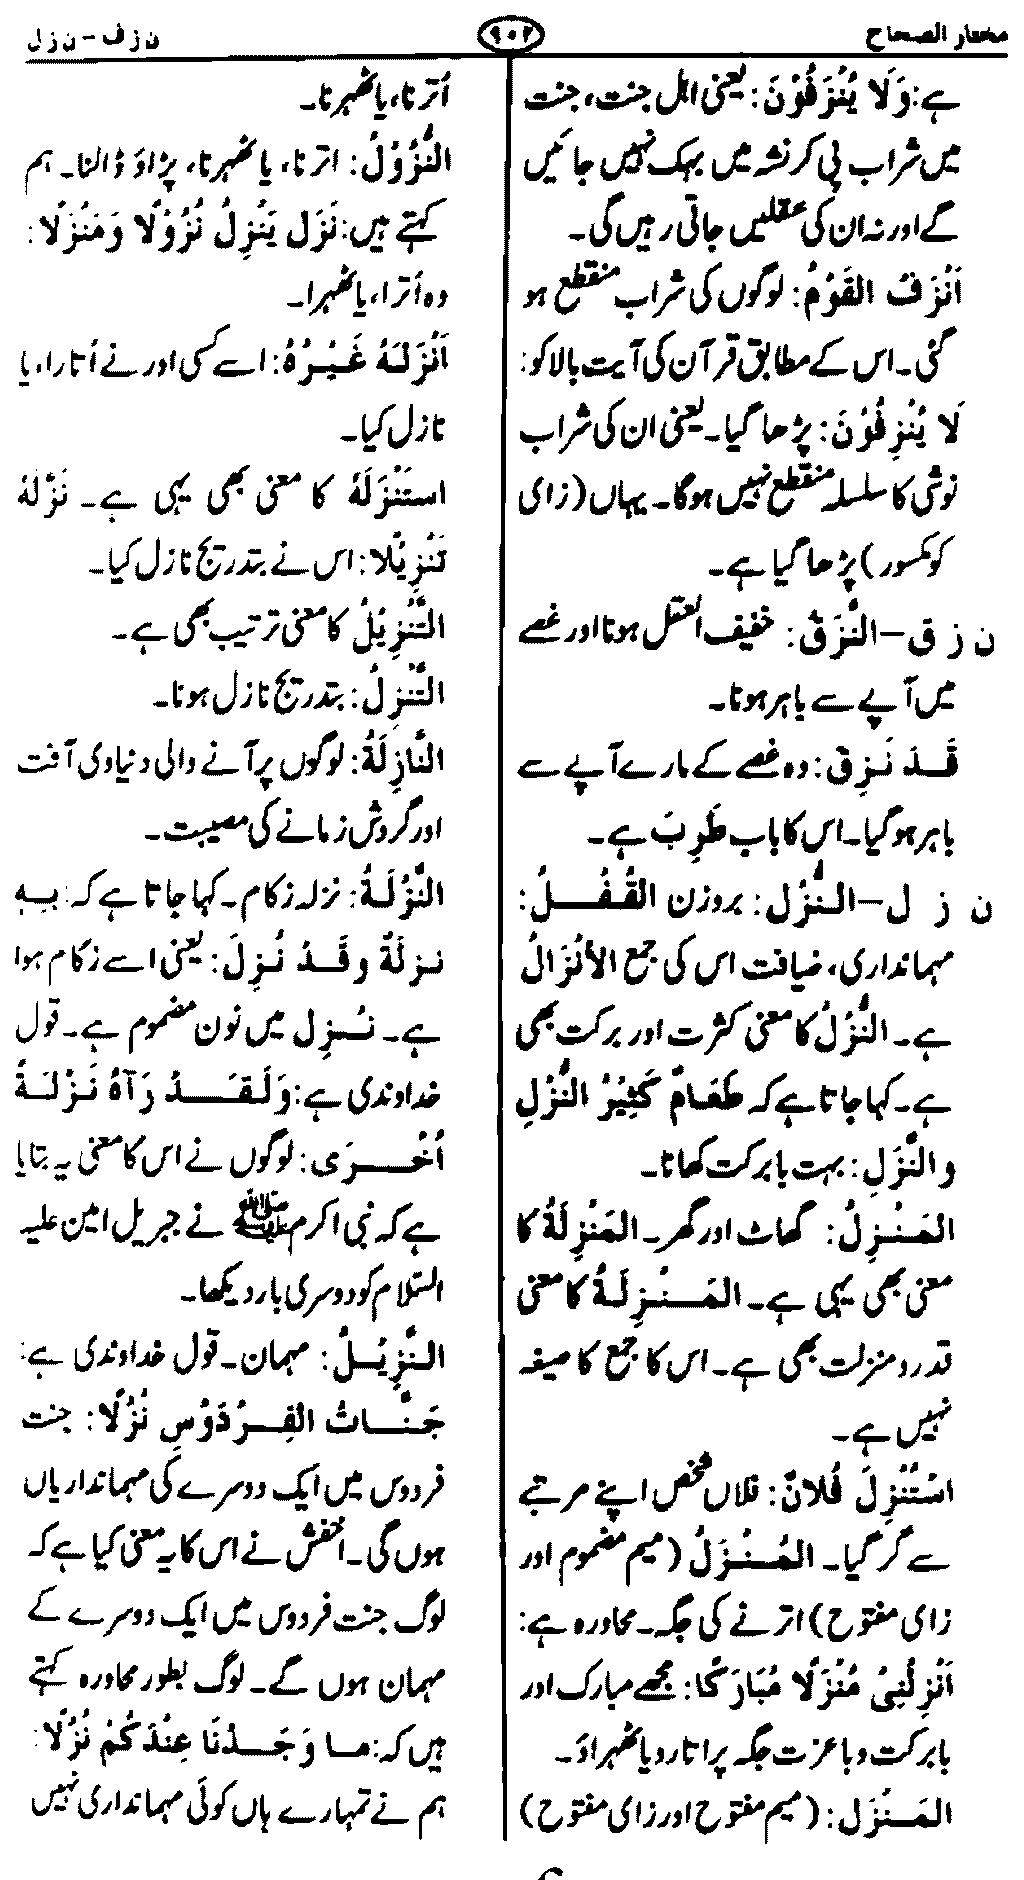 مختار الصحاح
۹۰۲
ن ز ف – ن ز ل
ہے: وَلَا یُنْزَفُوْنَ: یعنی اہل جنت، جنت
میں شراب پی کر نشہ میں بہک نہیں جائیں
گے اور نہ ان کی عقلیں جاتی رہیں گی۔
اَنْزَفَ القَوْمُ: لوگوں کی شراب منقطع ہو
گئی۔ اس کے مطابق قرآن کی آیت بالا کو:
لَا یُنْزِفُوْنَ: پڑھا گیا۔ یعنی ان کی شراب
نوشی کا سلسلہ منقطع نہیں ہوگا۔ یہاں (زای
کو مکسور) پڑھا گیا ہے۔
ن ز ق – النَّزَقُ: خفیف العقل ہونا اور غصے
میں آپے سے باہر ہونا۔
قَدْ نَزِقَ: وہ غصے کے مارے آپے سے
باہر ہو گیا۔ اس کا باب طَرِبَ ہے۔
ن ز ل – النُّزْل: بروزن القُفْلُ:
مہمانداری، ضیافت اس کی جمع الأنْزَالُ
ہے۔ النُّزْلُ کا معنی کثرت اور برکت بھی
ہے۔ کہا جاتا ہے کہ طَعَامٌ کَثِیْرُ النُّزْلِ
والنَّزَلِ: بہت بابرکت کھانا۔
المَنْزِلُ: گھاٹ اور گھر۔ المَنْزِلَةُ کا
معنی بھی یہی ہے۔ المَنْزِلَةُ کا معنی
قدر و منزلت بھی ہے۔ اس کا جمع کا صیغہ
نہیں ہے۔
اسْتُنْزِلَ فُلانٌ: فلاں شخص اپنے مرتبے
سے گر گیا۔ المُنْزَلُ (میم مضموم اور
زای مفتوح) اترنے کی جگہ۔ محاورہ ہے:
اَنْزِلْنِیْ مُنْزَلًا مُبَارَکًا: مجھے مبارک اور
بابرکت و باعزت جگہ پر اتار دیا ٹھہراؤ۔
المَنْزَل: (میم مفتوح اور زای مفتوح)
اُترنا، یا ٹھہرنا۔
النُّزُوْلُ: اترنا، یا ٹھہرنا، پڑاؤ ڈالنا۔ ہم
کہتے ہیں: نَزَلَ یَنْزِلُ نُزُوْلًا وَمَنْزَلًا:
وہ اُترا، یا ٹھہرا۔
اَنْزَلَهُ غَیْرُهُ: اسے کسی اور نے اُتارا، یا
نازل کیا۔
استَنْزَلَهُ کا معنی بھی یہی ہے۔ نَزَّلَهُ
تَنْزِیْلًا: اس نے بتدریج نازل کیا۔
التَّنْزِیْلُ کا معنی ترتیب بھی ہے۔
التَّنَزُّلُ: بتدریج نازل ہونا۔
النَّازِلَةُ: لوگوں پر آنے والی دنیاوی آفت
اور گردش زمانے کی مصیبت۔
النَّزْلَةُ: نزلہ زکام۔ کہا جاتا ہے کہ: بِهِ
نزلَةٌ وقَدْ نُزِلَ: یعنی اسے زکام ہوا
ہے۔ نُزِل میں نون مضموم ہے۔ قول
خداوندی ہے: وَلَقَدْ رَآهُ نَزْلَةً
اُخْرَی: لوگوں نے اس کا معنی یہ بتایا
ہے کہ نبی اکرم ﷺ نے جبریل امین علیہ
السّلام کو دوسری بار دیکھا۔
النَّزِیْلُ: مہمان۔ قول خداوندی ہے:
جَنَّاتُ الفِرْدَوْسِ نُزُلًا: جنت
فردوس میں ایک دوسرے کی مہمانداریاں
ہوں گی۔ اخفش نے اس کا یہ معنی کیا ہے کہ
لوگ جنت فردوس میں ایک دوسرے کے
مہمان ہوں گے۔ لوگ بطور محاورہ کہتے
ہیں کہ: ما وَجَدْنَا عِنْدَکُمْ نُزُلًا:
ہم نے تمہارے ہاں کوئی مہمانداری نہیں